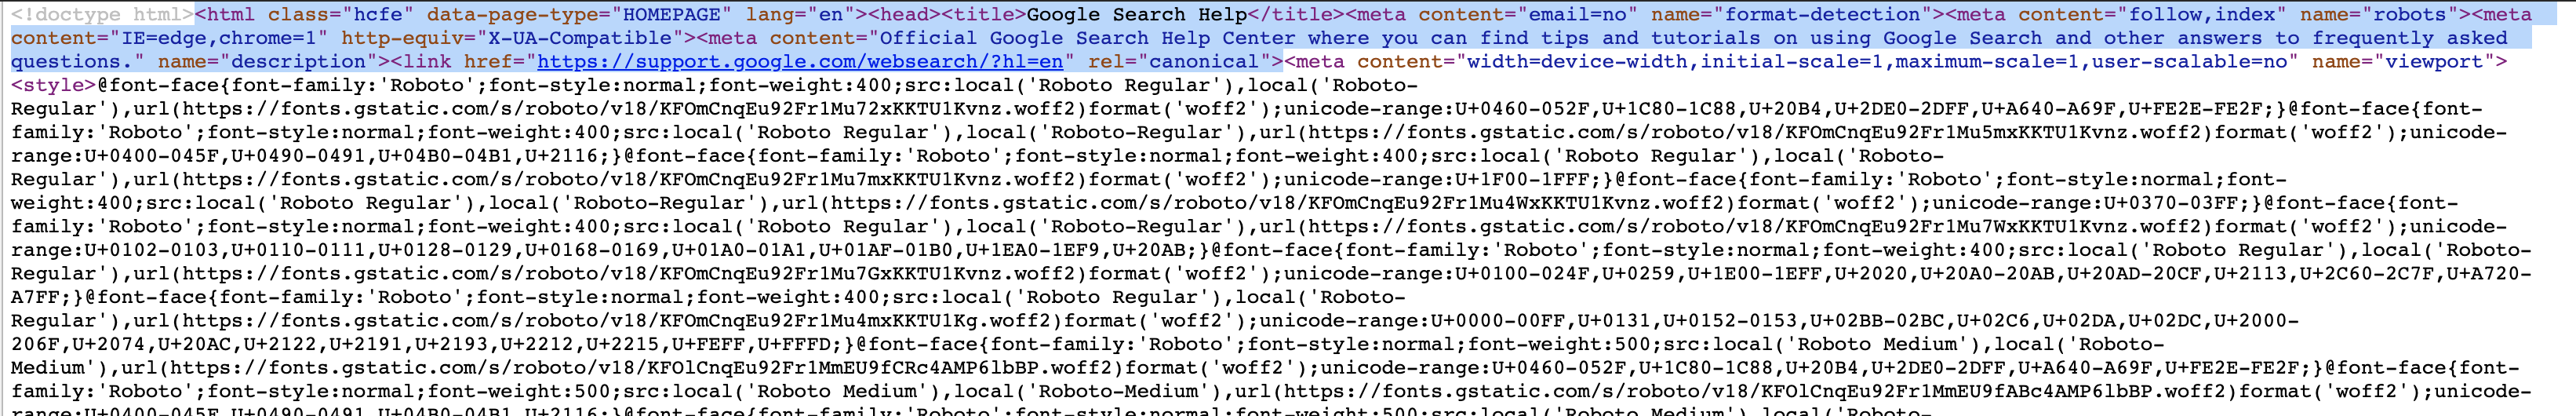 <!doctype html><html class="hcfe" data-page-type="HOMEPAGE" lang="en"><head><title>Google Search Help</title><meta content="email=no" name="format-detection"><meta content="follow,index" name="robots"><meta
content="IE=edge,chrome=1" http-equiv="X-UA-Compatible"><meta content="Official Google Search Help Center where you can find tips and tutorials on using Google Search and other answers to frequently asked
questions." name="description"><link href="https://support.google.com/websearch/?hl=en" rel="canonical"><meta content="width=device-width,initial-scale=1,maximum-scale=1,user-scalable=no" name="viewport">
<style>@font-face{font-family:'Roboto';font-style:normal;font-weight:400;src:local('Roboto Regular'),local('Roboto-
Regular'),url(https://fonts.gstatic.com/s/roboto/v18/KFOmCnqEu92Fr1Mu72xKKTU1Kvnz.woff2)format('woff2');unicode-range:U+0460-052F,U+1C80-1C88,U+20B4,U+2DE0-2DFF,U+A640-A69F,U+FE2E-FE2F;}@font-face{font-
family:'Roboto';font-style:normal;font-weight:400;src:local('Roboto Regular'),local('Roboto-Regular'),url(https://fonts.gstatic.com/s/roboto/v18/KFOmCnqEu92Fr1Mu5mxKKTU1Kvnz.woff2)format('woff2');unicode-
range:U+0400-045F,U+0490-0491,U+04B0-04B1,U+2116;}@font-face{font-family:'Roboto';font-style:normal;font-weight:400;src:local('Roboto Regular'),local('Roboto-
Regular'),url(https://fonts.gstatic.com/s/roboto/v18/KFOmCnqEu92Fr1Mu7mxKKTU1Kvnz.woff2)format('woff2');unicode-range:U+1F00-1FFF;}@font-face{font-family:'Roboto';font-style:normal;font-
weight:400;src:local('Roboto Regular'),local('Roboto-Regular'),url(https://fonts.gstatic.com/s/roboto/v18/KFOmCnqEu92Fr1Mu4WxKKTU1Kvnz.woff2)format('woff2');unicode-range:U+0370-03FF;}@font-face{font-
family:'Roboto';font-style:normal;font-weight:400;src:local('Roboto Regular'),local('Roboto-Regular'),url(https://fonts.gstatic.com/s/roboto/v18/KFOmCnqEu92Fr1Mu7WxKKTU1Kvnz.woff2)format('woff2');unicode-
range:U+0102-0103,U+0110-0111,U+0128-0129,U+0168-0169,U+01A0-01A1,U+01AF-01B0,U+1EA0-1EF9,U+20AB;}@font-face{font-family:'Roboto';font-style:normal;font-weight:400;src:local('Roboto Regular'),local('Roboto-
Regular'),url(https://fonts.gstatic.com/s/roboto/v18/KFOmCnqEu92Fr1Mu7GxKKTU1Kvnz.woff2)format('woff2');unicode-range:U+0100-024F,U+0259,U+1E00-1EFF,U+2020,U+20A0-20AB,U+20AD-20CF,U+2113,U+2C60-2C7F,U+A720-
A7FF;}@font-face{font-family:'Roboto';font-style:normal;font-weight:400;src:local('Roboto Regular'),local('Roboto-
Regular'),url(https://fonts.gstatic.com/s/roboto/v18/KFOmCnqEu92Fr1Mu4mxKKTU1Kg.woff2)format('woff2');unicode-range:U+0000-00FF,U+0131,U+0152-0153,U+02BB-02BC,U+02C6,U+02DA,U+02DC,U+2000-
206F,U+2074,U+20AC,U+2122,U+2191,U+2193,U+2212,U+2215,U+FEFF,U+FFFD;}@font-face{font-family:'Roboto';font-style:normal;font-weight:500;src:local('Roboto Medium'),local('Roboto-
Medium'),url(https://fonts.gstatic.com/s/roboto/v18/KFOlCnqEu92Fr1MmEU9fCRc4AMP6lbBP.woff2)format('woff2');unicode-range:U+0460-052F,U+1C80-1C88,U+20B4,U+2DE0-2DFF,U+A640-A69F,U+FE2E-FE2F;}@font-face{font-
family:'Roboto';font-style:normal;font-weight:500;src:local('Roboto Medium'),local('Roboto-Medium'),url(https://fonts.gstatic.com/s/roboto/v18/KFOlCnqEu92Fr1MmEU9fABc4AMP6lbBP.woff2)format('woff2');unicode-
range:U+0400-045F,U+0490-0491,U+04B0-04B1,U+2116;}@font-face{font-family:'Roboto';font-style:normal;font-weight:500;src:local('Roboto Medium'),local('Roboto-